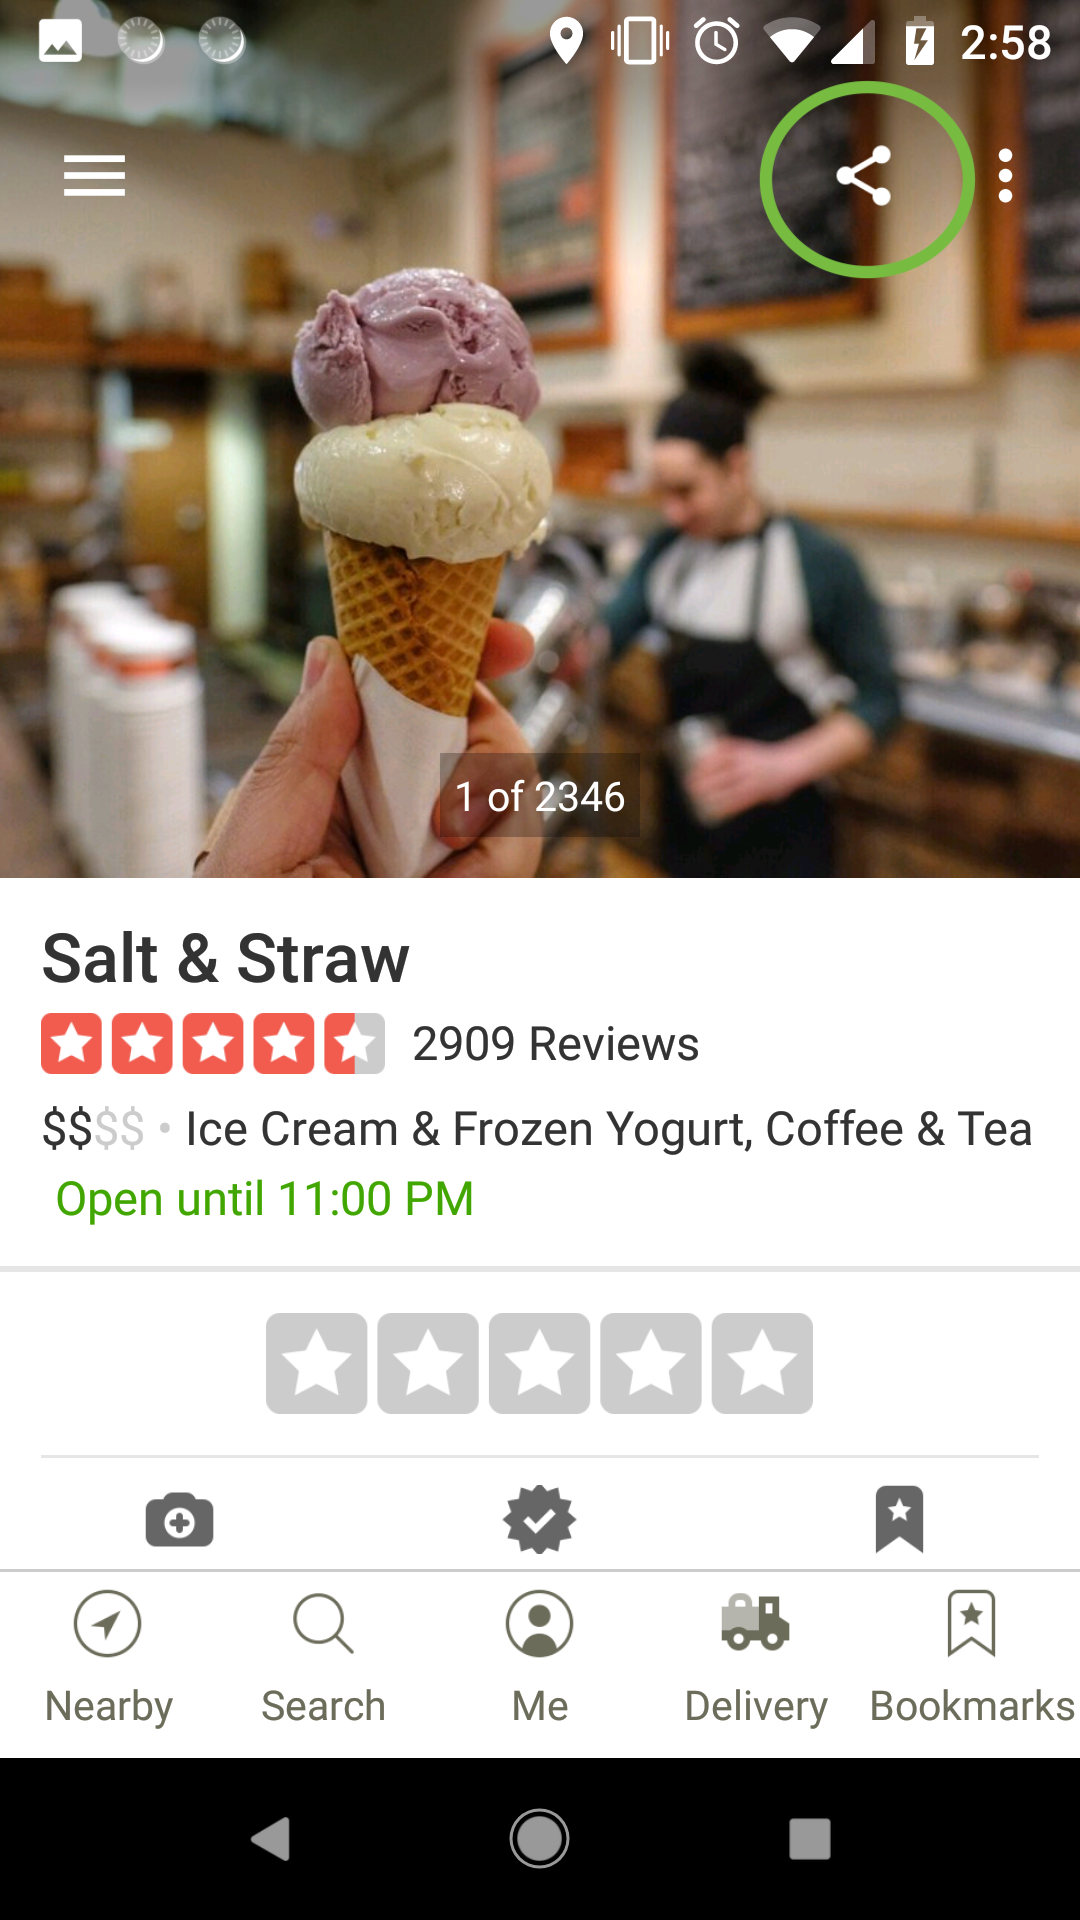 2:58
1 of 2346
Salt & Straw
2909 Reviews
$$$$ • Ice Cream & Frozen Yogurt, Coffee & Tea
Open until 11:00 PM
Nearby Search Me Delivery Bookmarks